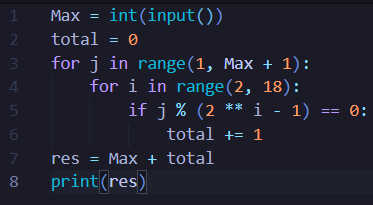 1 Max = int(input())
2 total = 0
3 for j in range(1, Max + 1):
4     for i in range(2, 18):
5         if j % (2 ** i - 1) == 0:
6             total += 1
7 res = Max + total
8 print(res)